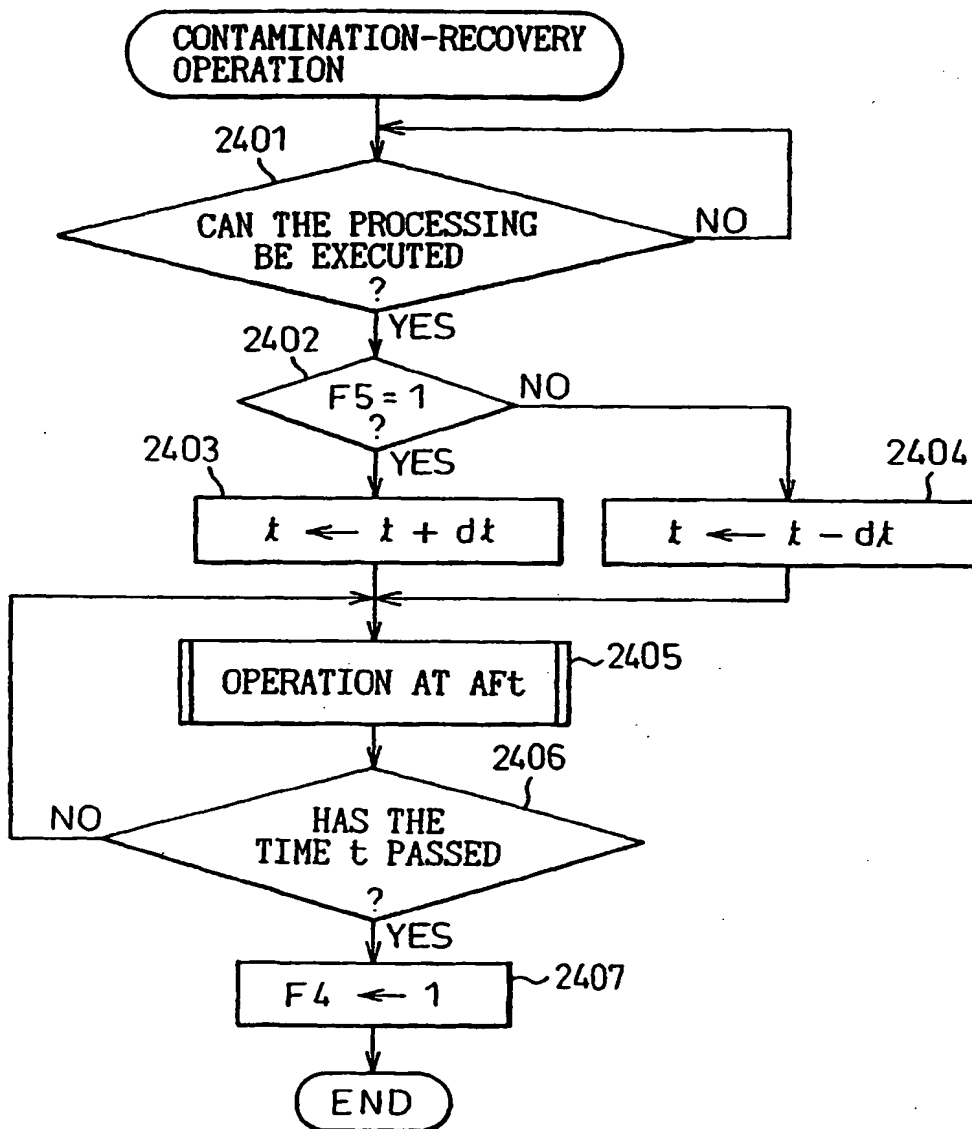 CONTAMINATION-RECOVERY
OPERATION
2401
CAN THE PROCESSING
BE EXECUTED
?
NO
YES
2402
F5=1
?
NO
YES
2403
t ← t + dt
2404
t ← t - dt
OPERATION AT AFt
2405
2406
HAS THE
TIME t PASSED
?
NO
YES
F4 ← 1
2407
END